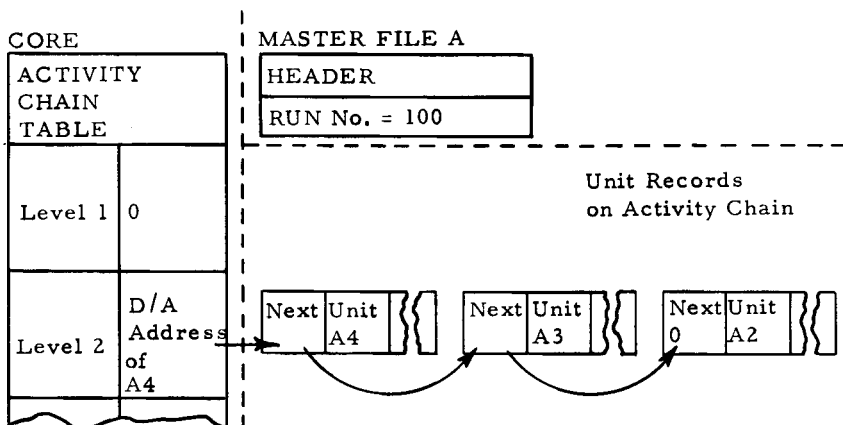 CORE
ACTIVITY
CHAIN
TABLE
Level 1
0
Level 2
D/A
Address
of
A4
MASTER FILE A
HEADER
RUN No. = 100
Unit Records
on Activity Chain
Next
Unit
A4
Next
Unit
A3
Next
0
Unit
A2